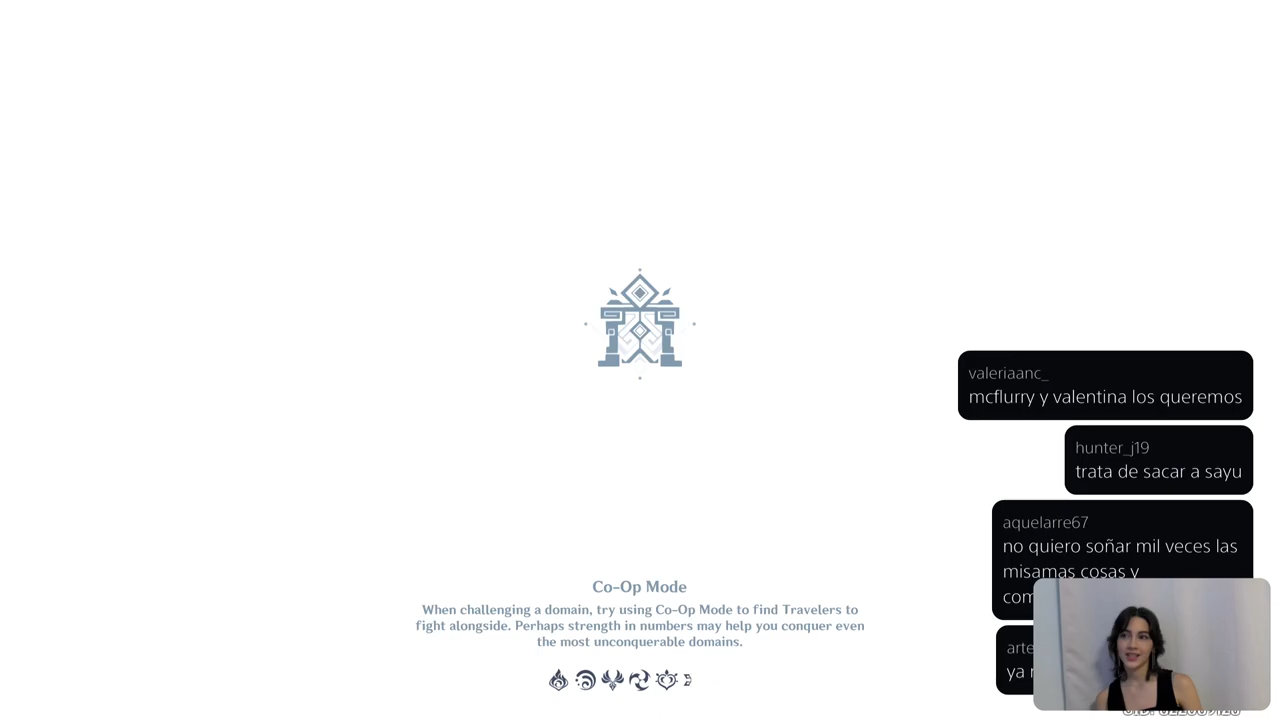 valeriaanc_
mcflurry y valentina los queremos
hunter_j19
trata de sacar a sayu
aquelarre67
no quiero soñar mil veces las
misamas cosas y
Co-Op Mode
When challenging a domain, try using Co-Op Mode to find Travelers to
fight alongside. Perhaps strength in numbers may help you conquer even
the most unconquerable domains.
ya